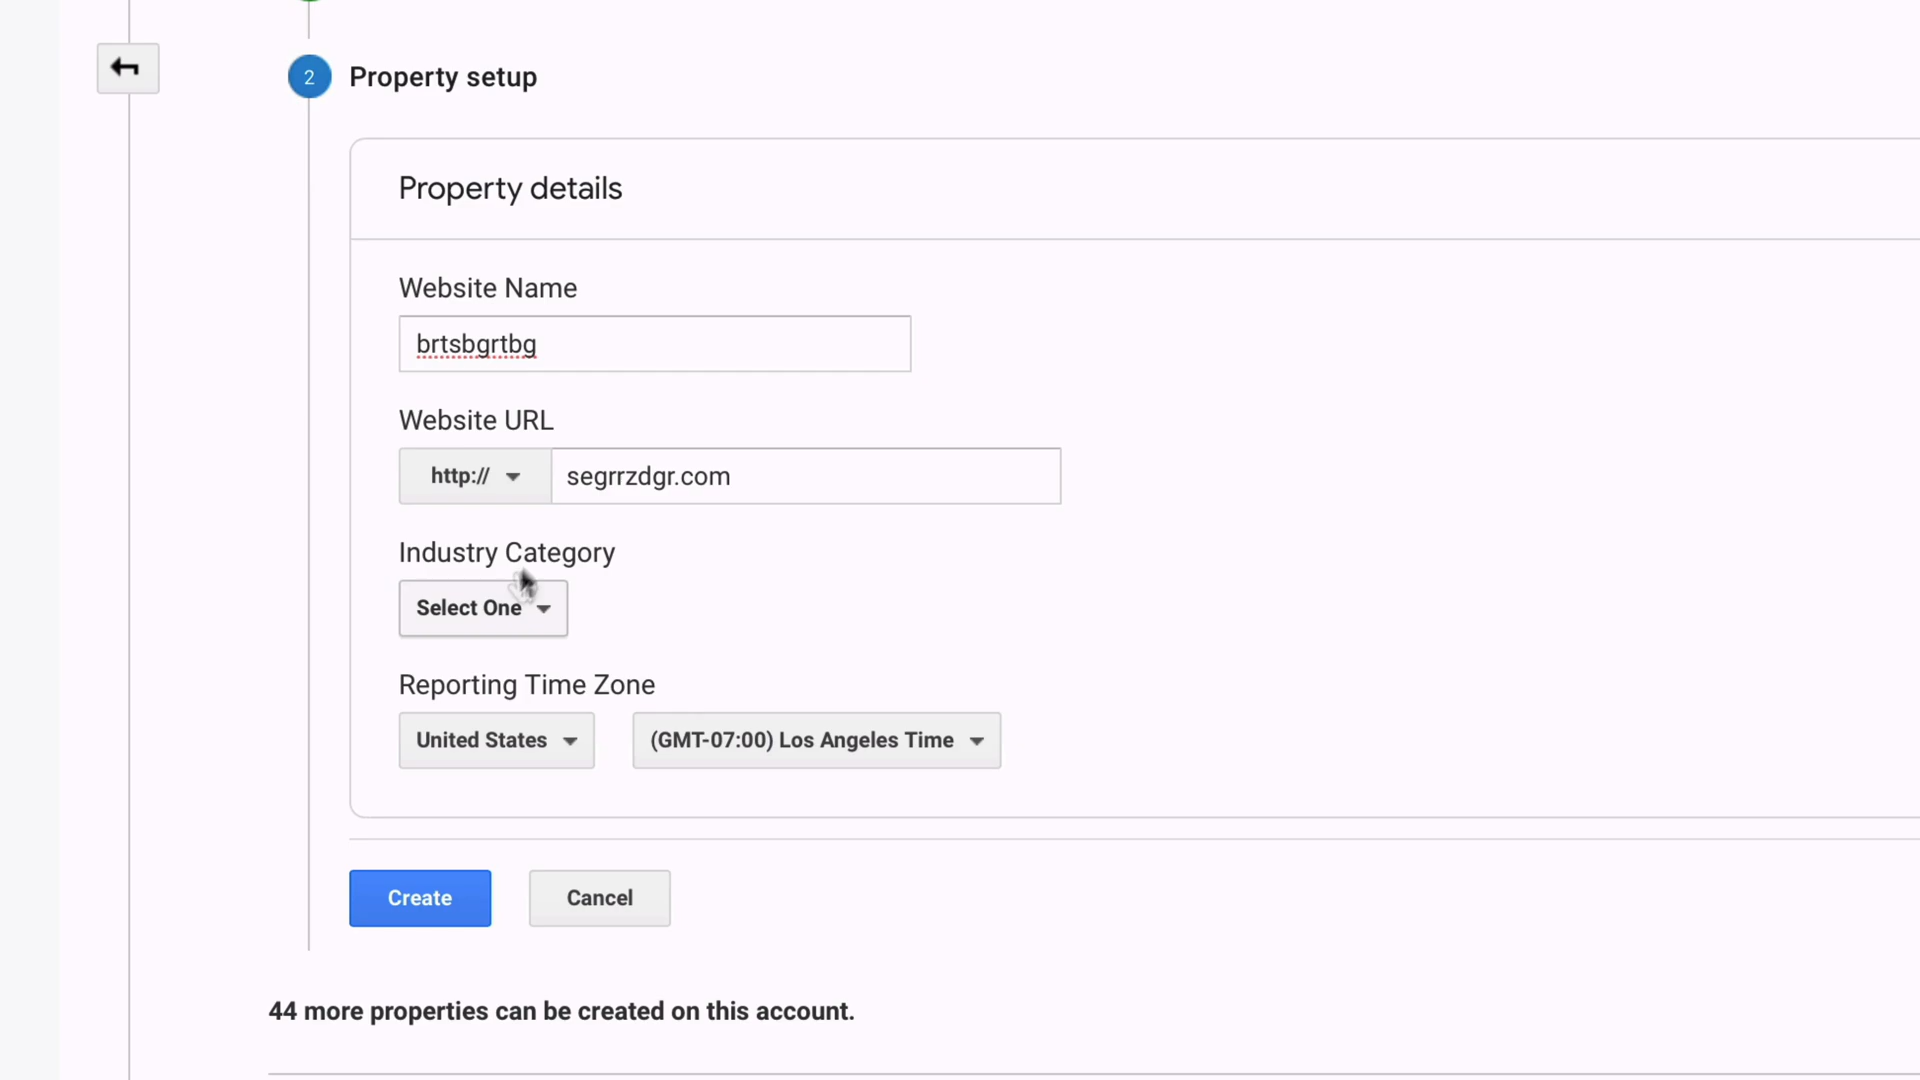 2 Property setup
Property details
Website Name
brtsbgrtbg
Website URL
http:// segrrzdgr.com
Industry Category
Select One
Reporting Time Zone
United States (GMT-07:00) Los Angeles Time
Create Cancel
44 more properties can be created on this account.